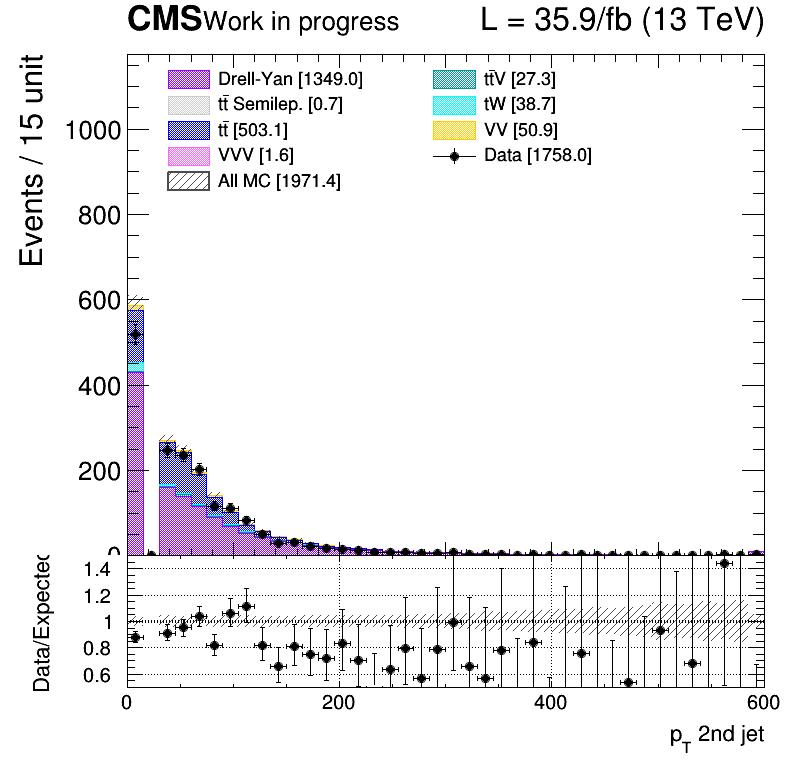 CMS Work in progress L = 35.9/fb (13 TeV)
Events / 15 unit
Drell-Yan [1349.0]
tt̄ Semilep. [0.7]
tt̄ [503.1]
VVV [1.6]
All MC [1971.4]
tt̄V [27.3]
tW [38.7]
VV [50.9]
Data [1758.0]
1000
800
600
400
200
0
Data/Expected
1.4
1.2
1
0.8
0.6
0 200 400 600
p_T 2nd jet